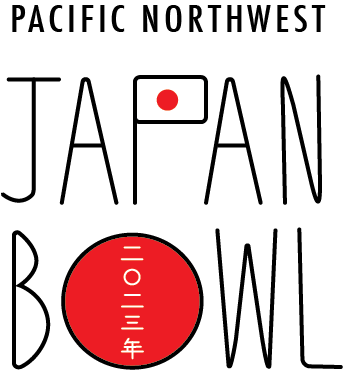 PACIFIC NORTHWEST
JAPAN
BOWL
二〇二三年